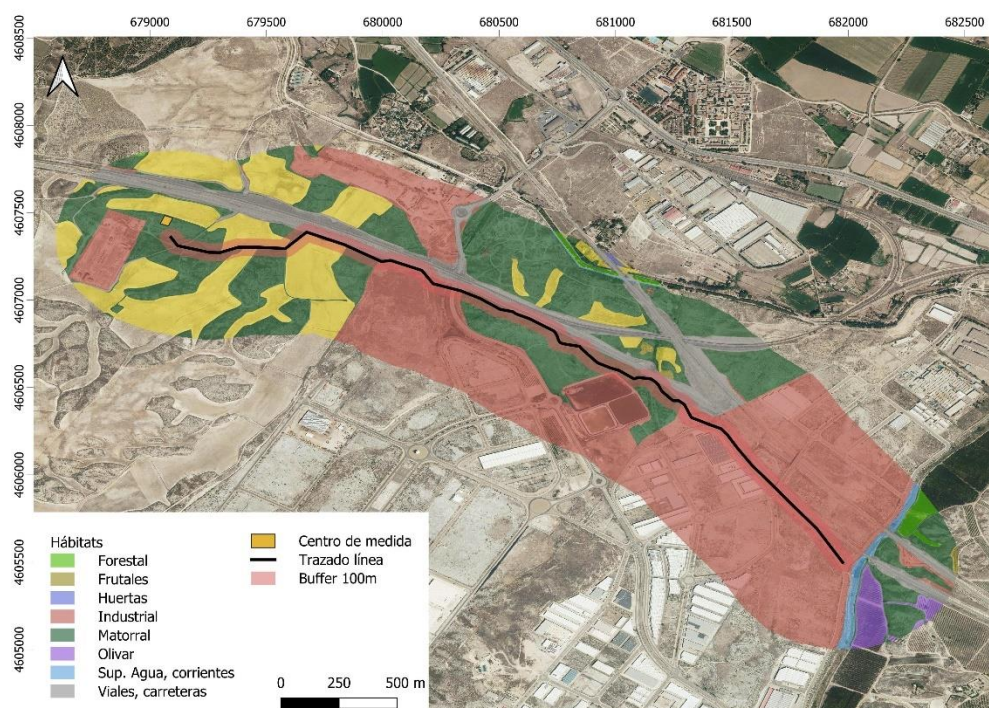 679000 679500 680000 680500 681000 681500 682000 682500
4608500
4608000
4607500
4607000
4606500
4606000
4605500
4605000
Hábitats
Forestal
Frutales
Huertas
Industrial
Matorral
Olivar
Sup. Agua, corrientes
Viales, carreteras
Centro de medida
Trazado línea
Buffer 100m
0 250 500 m